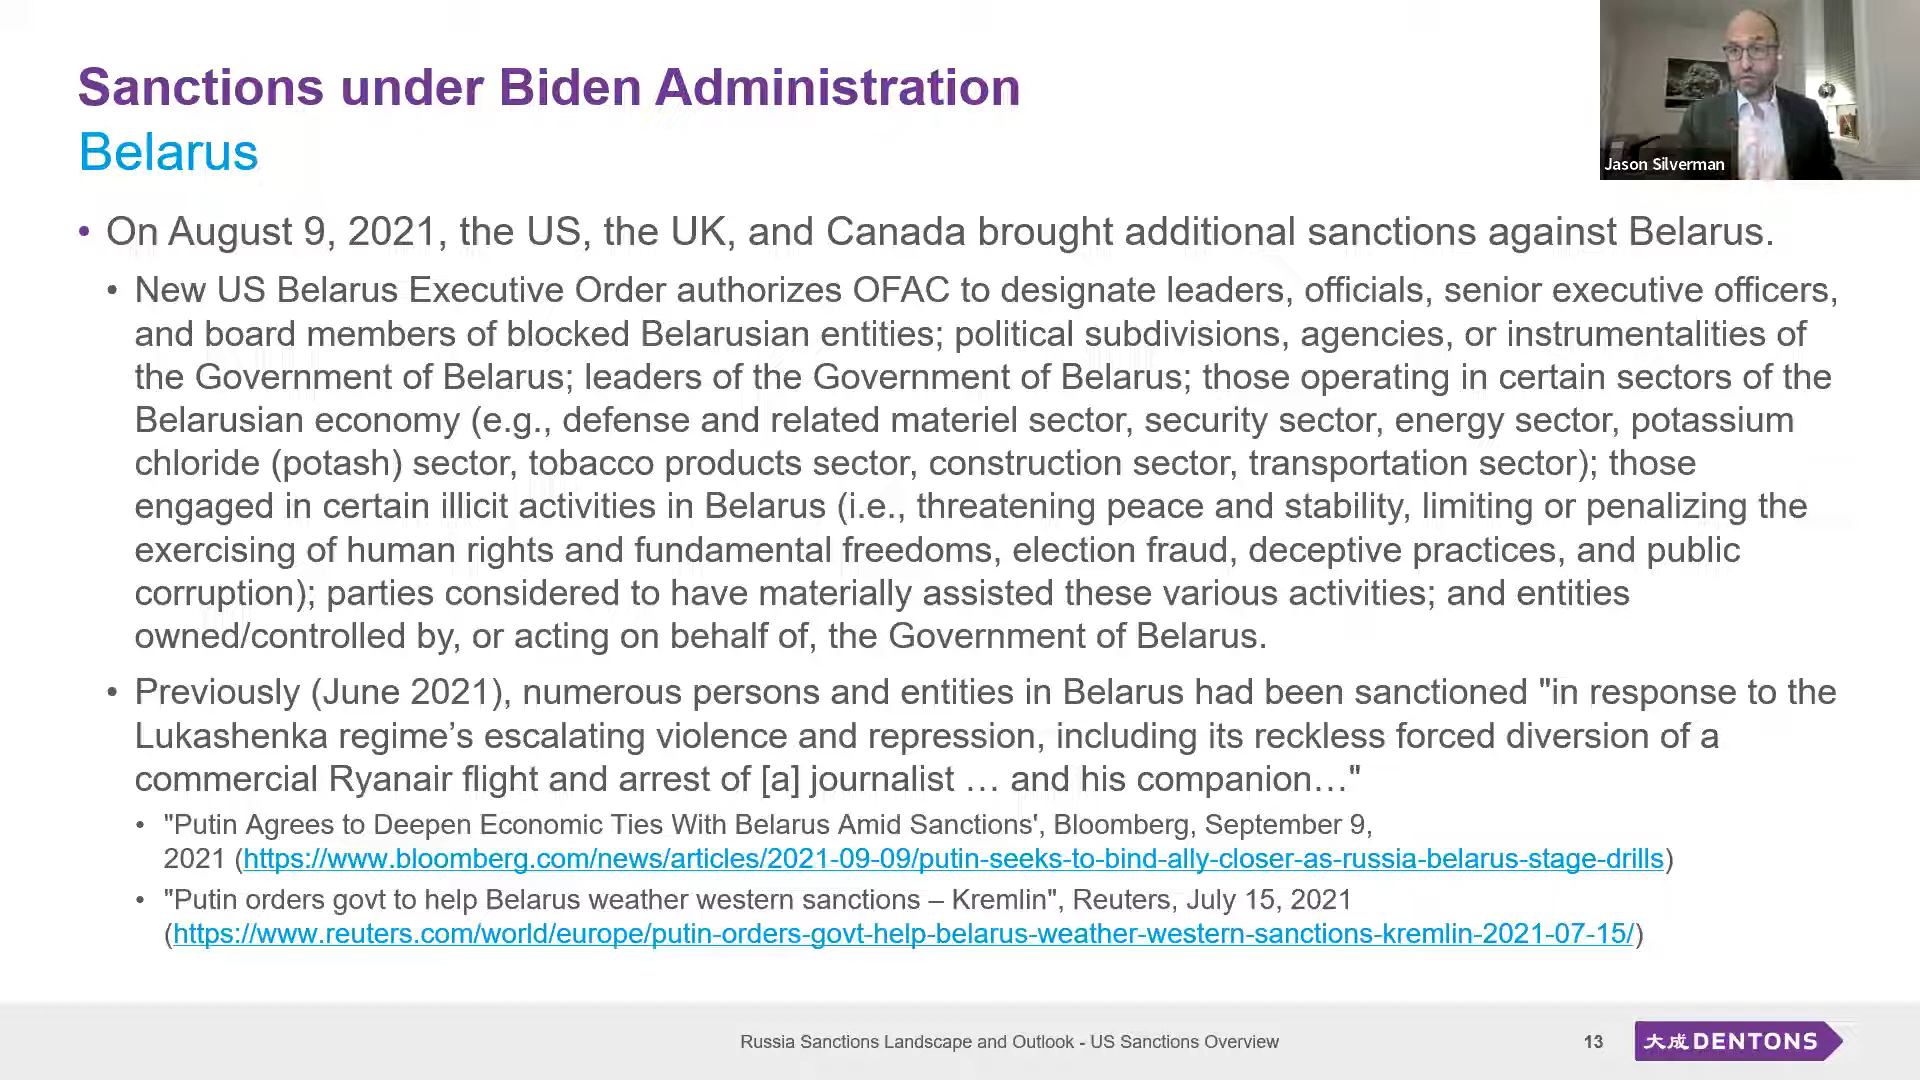 Sanctions under Biden Administration
Belarus
Jason Silverman
• On August 9, 2021, the US, the UK, and Canada brought additional sanctions against Belarus.
• New US Belarus Executive Order authorizes OFAC to designate leaders, officials, senior executive officers,
and board members of blocked Belarusian entities; political subdivisions, agencies, or instrumentalities of
the Government of Belarus; leaders of the Government of Belarus; those operating in certain sectors of the
Belarusian economy (e.g., defense and related materiel sector, security sector, energy sector, potassium
chloride (potash) sector, tobacco products sector, construction sector, transportation sector); those
engaged in certain illicit activities in Belarus (i.e., threatening peace and stability, limiting or penalizing the
exercising of human rights and fundamental freedoms, election fraud, deceptive practices, and public
corruption); parties considered to have materially assisted these various activities; and entities
owned/controlled by, or acting on behalf of, the Government of Belarus.
• Previously (June 2021), numerous persons and entities in Belarus had been sanctioned "in response to the
Lukashenka regime’s escalating violence and repression, including its reckless forced diversion of a
commercial Ryanair flight and arrest of [a] journalist … and his companion…"
• "Putin Agrees to Deepen Economic Ties With Belarus Amid Sanctions', Bloomberg, September 9,
2021 (https://www.bloomberg.com/news/articles/2021-09-09/putin-seeks-to-bind-ally-closer-as-russia-belarus-stage-drills)
• "Putin orders govt to help Belarus weather western sanctions – Kremlin", Reuters, July 15, 2021
(https://www.reuters.com/world/europe/putin-orders-govt-help-belarus-weather-western-sanctions-kremlin-2021-07-15/)
Russia Sanctions Landscape and Outlook - US Sanctions Overview
13
大成 DENTONS